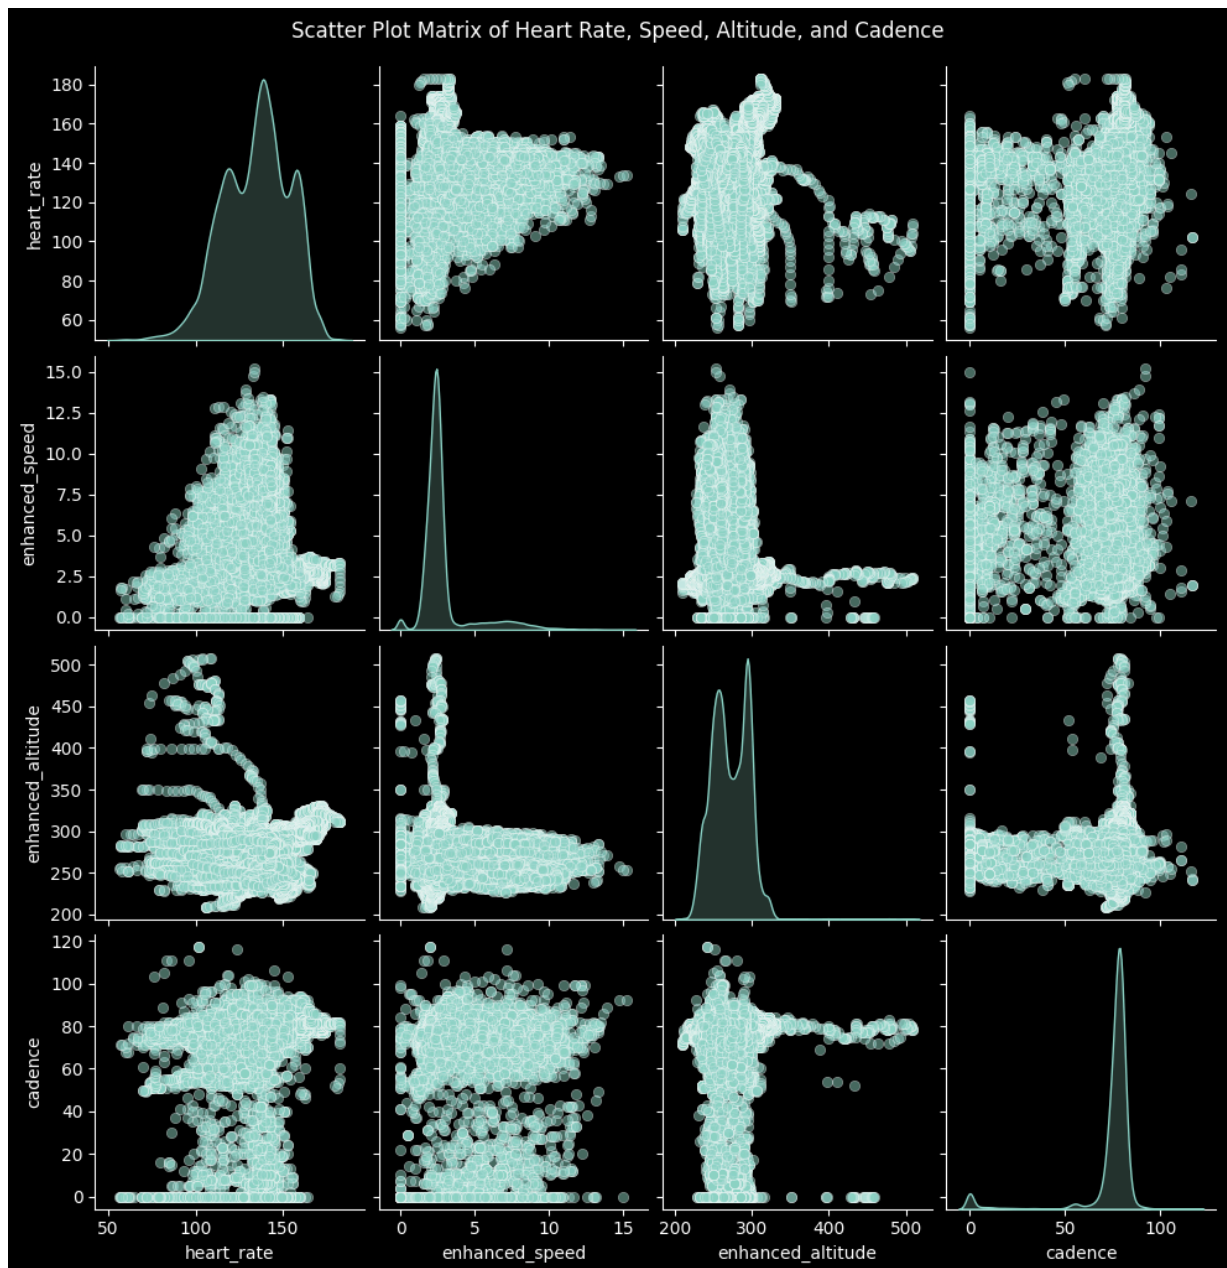 Scatter Plot Matrix of Heart Rate, Speed, Altitude, and Cadence
heart_rate
180
160
140
120
100
80
60
enhanced_speed
15.0
12.5
10.0
7.5
5.0
2.5
0.0
enhanced_altitude
500
450
400
350
300
250
200
cadence
120
100
80
60
40
20
0
50 100 150
heart_rate
0 5 10 15
enhanced_speed
200 300 400 500
enhanced_altitude
0 50 100
cadence